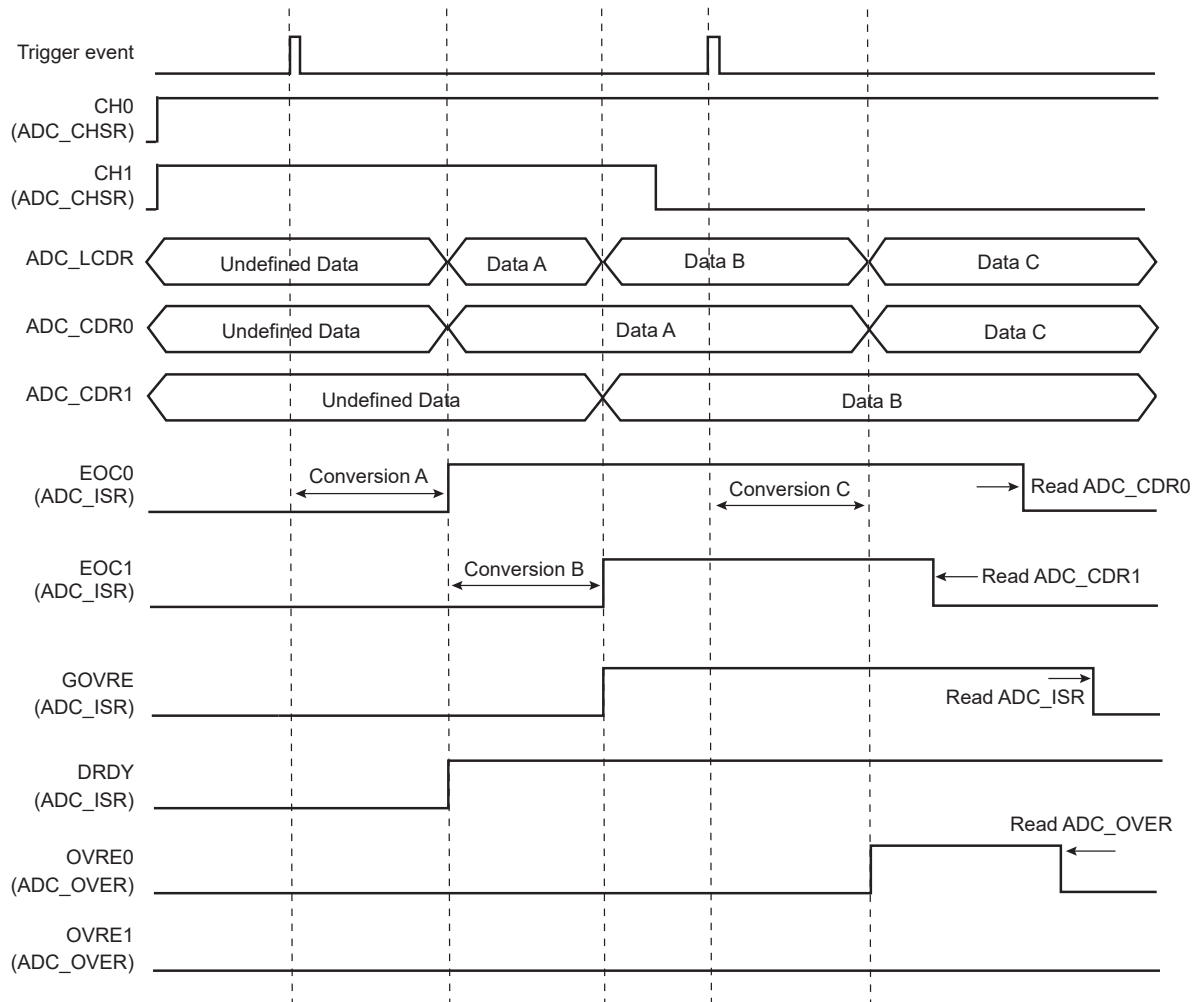 Trigger event
CH0
(ADC_CHSR)
CH1
(ADC_CHSR)
ADC_LCDR
Undefined Data
Data A
Data B
Data C
ADC_CDR0
Undefined Data
Data A
Data C
ADC_CDR1
Undefined Data
Data B
EOC0
(ADC_ISR)
Conversion A
Conversion C
Read ADC_CDR0
EOC1
(ADC_ISR)
Conversion B
Read ADC_CDR1
GOVRE
(ADC_ISR)
Read ADC_ISR
DRDY
(ADC_ISR)
Read ADC_OVER
OVRE0
(ADC_OVER)
OVRE1
(ADC_OVER)